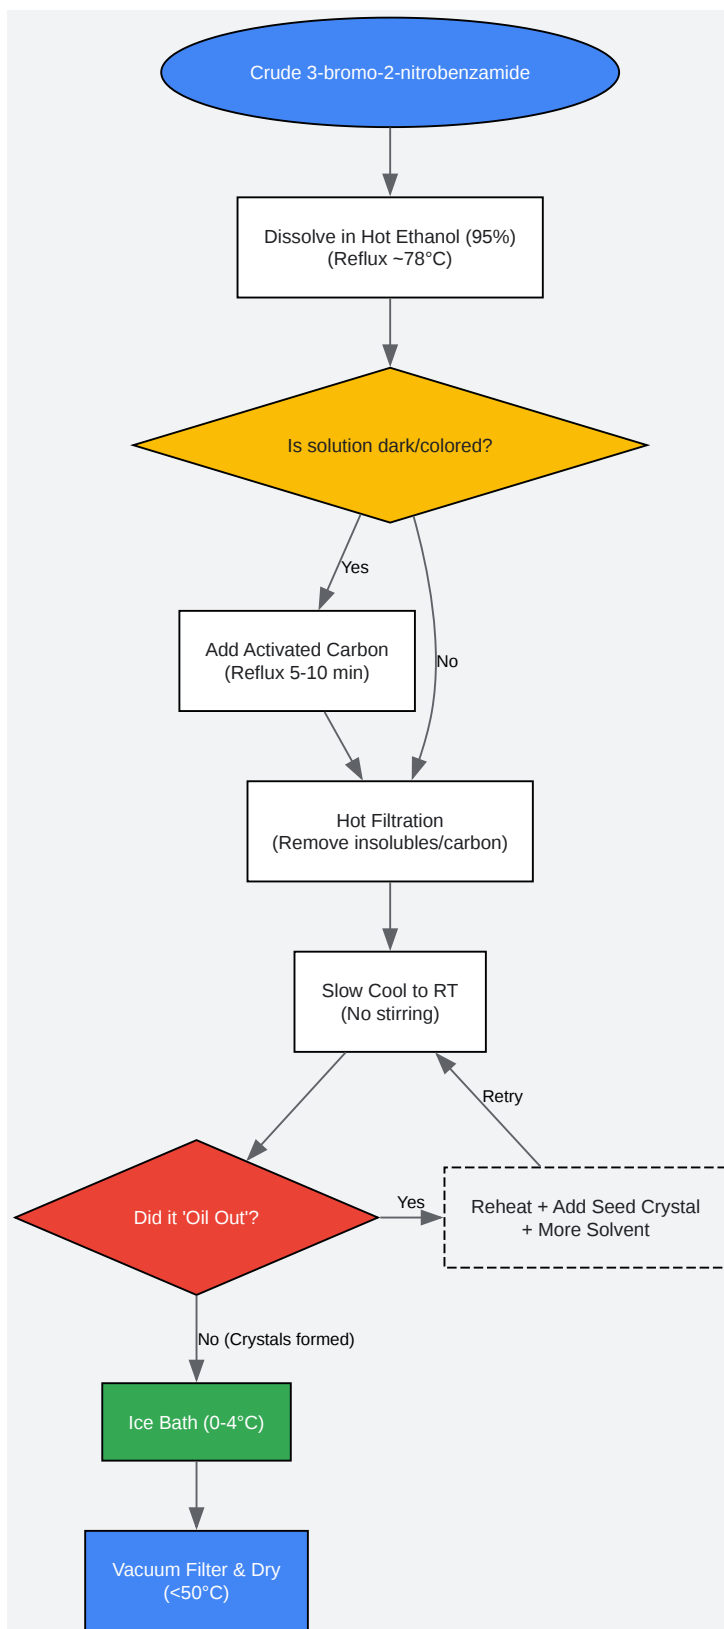 Crude 3-bromo-2-nitrobenzamide
Dissolve in Hot Ethanol (95%)
(Reflux ~78°C)
Is solution dark/colored?
Yes
Add Activated Carbon
(Reflux 5-10 min)
No
Hot Filtration
(Remove insolubles/carbon)
Slow Cool to RT
(No stirring)
Retry
Did it 'Oil Out'?
Yes
Reheat + Add Seed Crystal
+ More Solvent
No (Crystals formed)
Ice Bath (0-4°C)
Vacuum Filter & Dry
(<50°C)